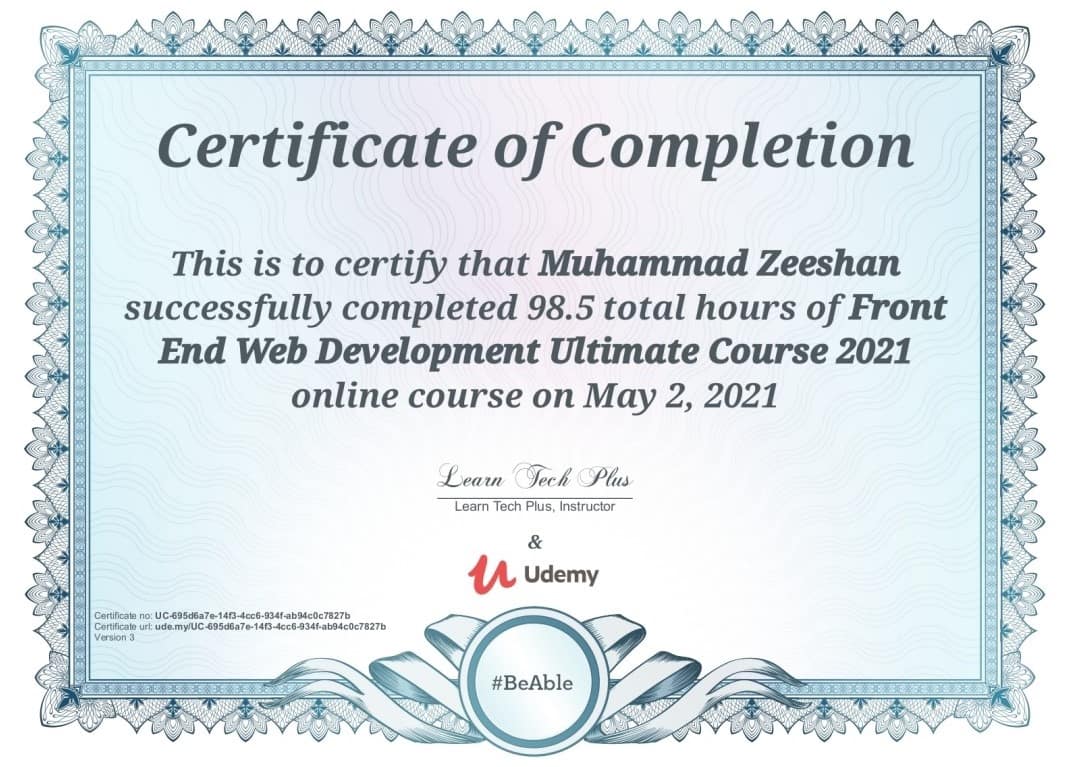 Certificate of Completion
This is to certify that Muhammad Zeeshan
successfully completed 98.5 total hours of Front
End Web Development Ultimate Course 2021
online course on May 2, 2021
Learn Tech Plus
Learn Tech Plus, Instructor
&
Udemy
Certificate no: UC-695d6a7e-14f3-4cc6-934f-ab94c0c7827b
Certificate url: ude.my/UC-695d6a7e-14f3-4cc6-934f-ab94c0c7827b
Version 3
#BeAble